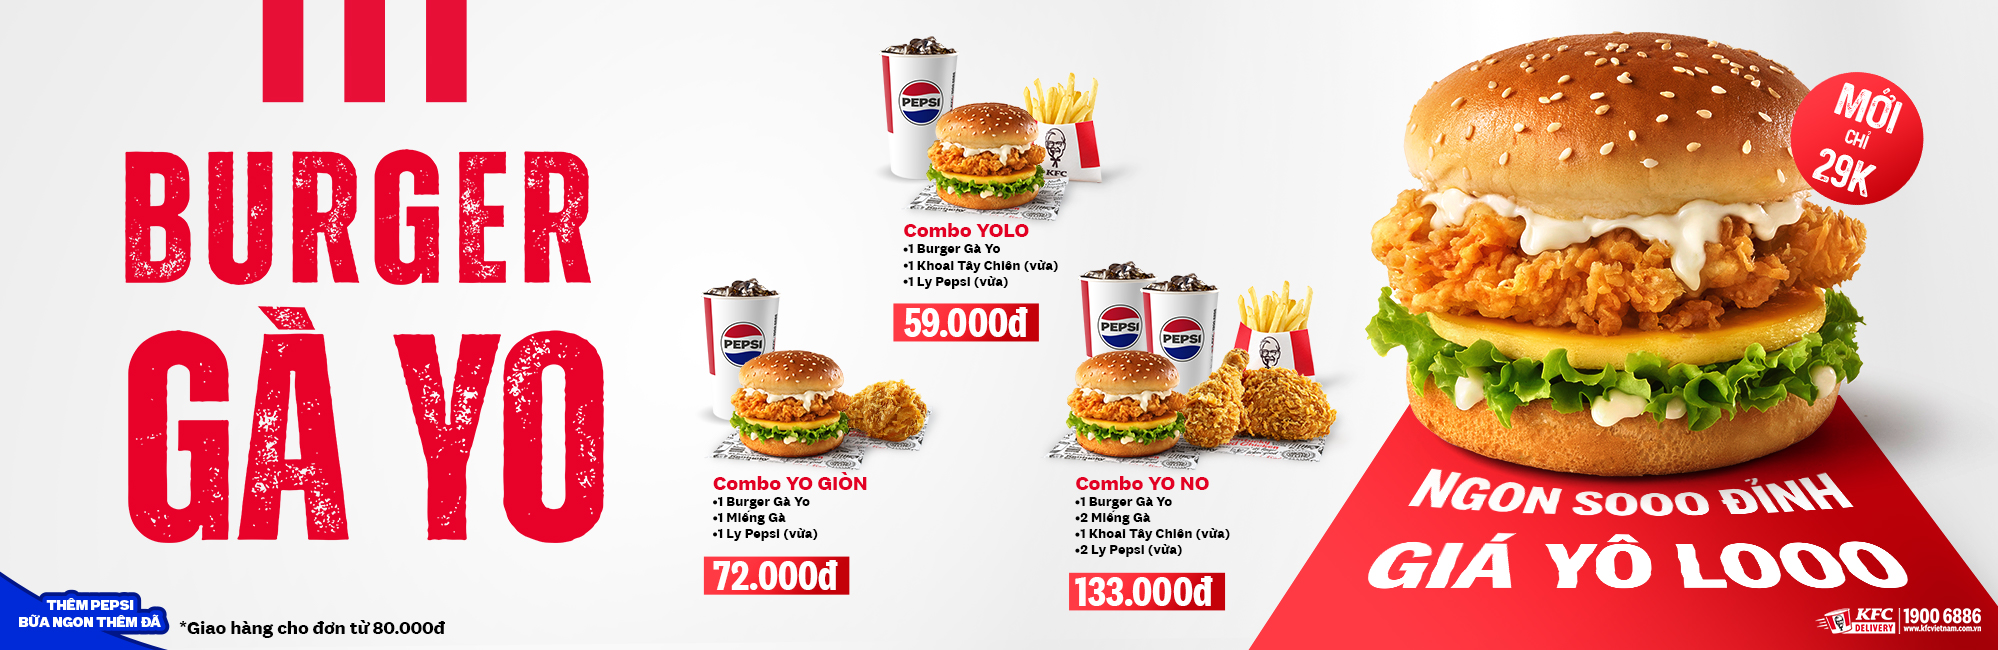 BURGER
GÀ YO
PEPSI
KFC
Combo YOLO
•1 Burger Gà Yo
•1 Khoai Tây Chiên (vừa)
•1 Ly Pepsi (vừa)
59.000đ
PEPSI
Combo YO GIÒN
•1 Burger Gà Yo
•1 Miếng Gà
•1 Ly Pepsi (vừa)
72.000đ
PEPSI
PEPSI
Combo YO NO
•1 Burger Gà Yo
•2 Miếng Gà
•1 Khoai Tây Chiên (vừa)
•2 Ly Pepsi (vừa)
133.000đ
MỚI
CHỈ
29K
NGON SOOO ĐỈNH
GIÁ YÔ LOOO
THÊM PEPSI
BỮA NGON THÊM ĐÃ
*Giao hàng cho đơn từ 80.000đ
KFC
DELIVERY
1900 6886
www.kfcvietnam.com.vn